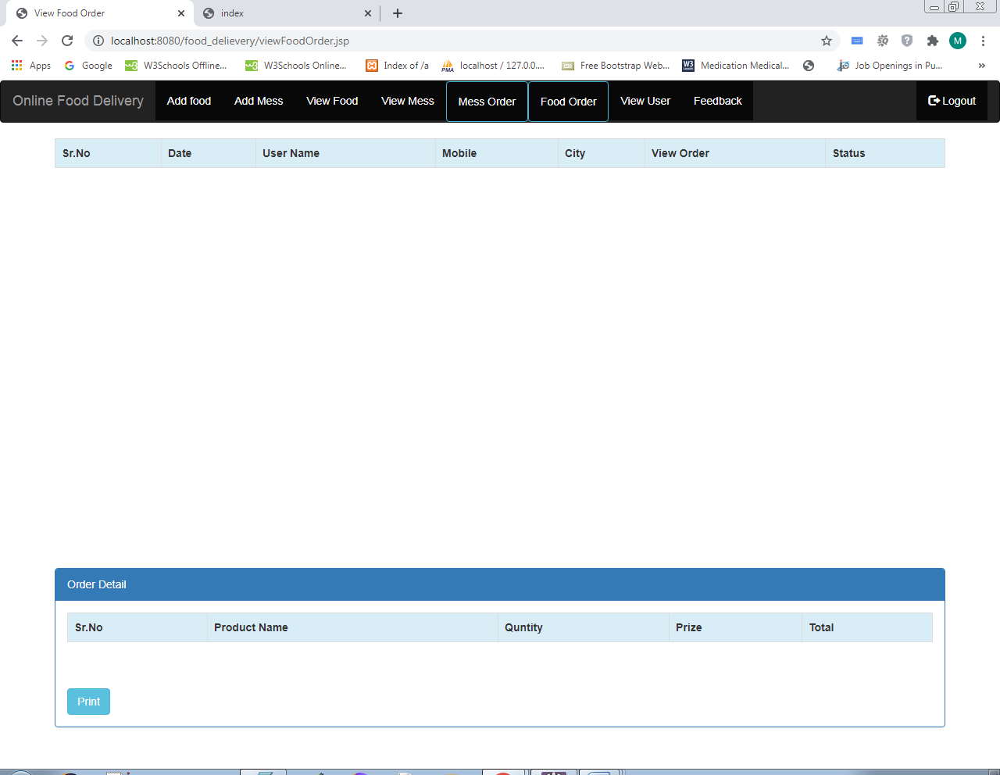 View Food Order
index
localhost:8080/food_delievery/viewFoodOrder.jsp
M
Apps Google W3Schools Offline... W3Schools Online... Index of /a PMA localhost / 127.0.0.... css Free Bootstrap Web... W3 Medication Medical... Job Openings in Pu... »
Online Food Delivery Add food Add Mess View Food View Mess Mess Order Food Order View User Feedback Logout
Sr.No Date User Name Mobile City View Order Status
Order Detail
Sr.No Product Name Quntity Prize Total
Print